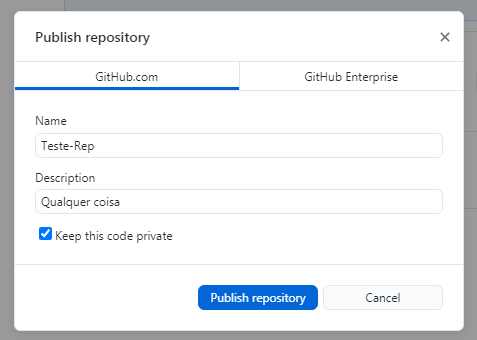 Publish repository
GitHub.com
GitHub Enterprise
Name
Teste-Rep
Description
Qualquer coisa
Keep this code private
Publish repository
Cancel